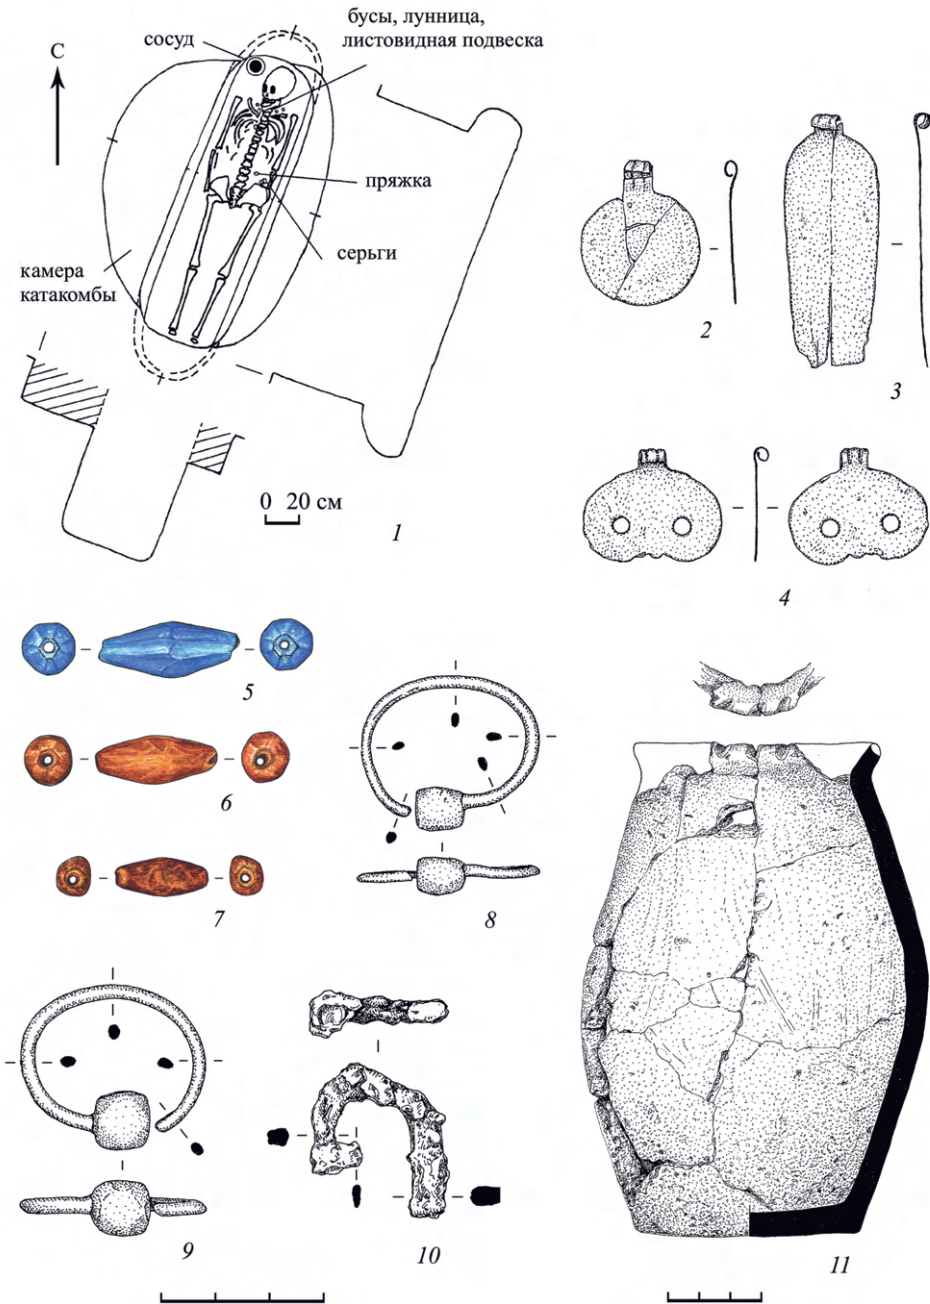 бусы, лунница,
листовидная подвеска
сосуд
С
пряжка
серьги
камера
катакомбы
0 20 см
1
2
3
4
5
6
7
8
9
10
11